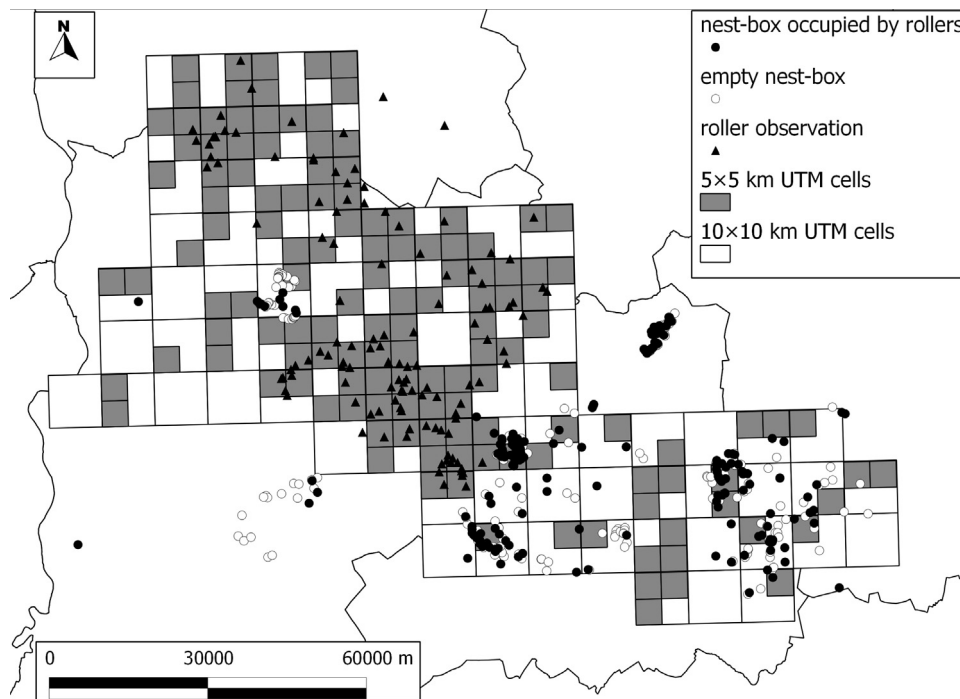 N
nest-box occupied by rollers
empty nest-box
roller observation
5×5 km UTM cells
10×10 km UTM cells
0 30000 60000 m